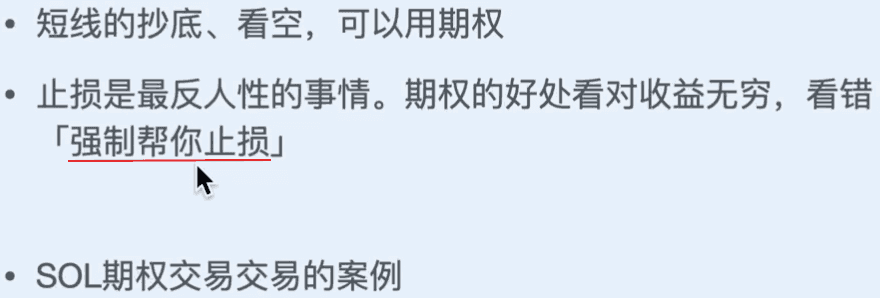 • 短线的抄底、看空，可以用期权
• 止损是最反人性的事情。期权的好处看对收益无穷，看错
「强制帮你止损」
• SOL期权交易交易的案例